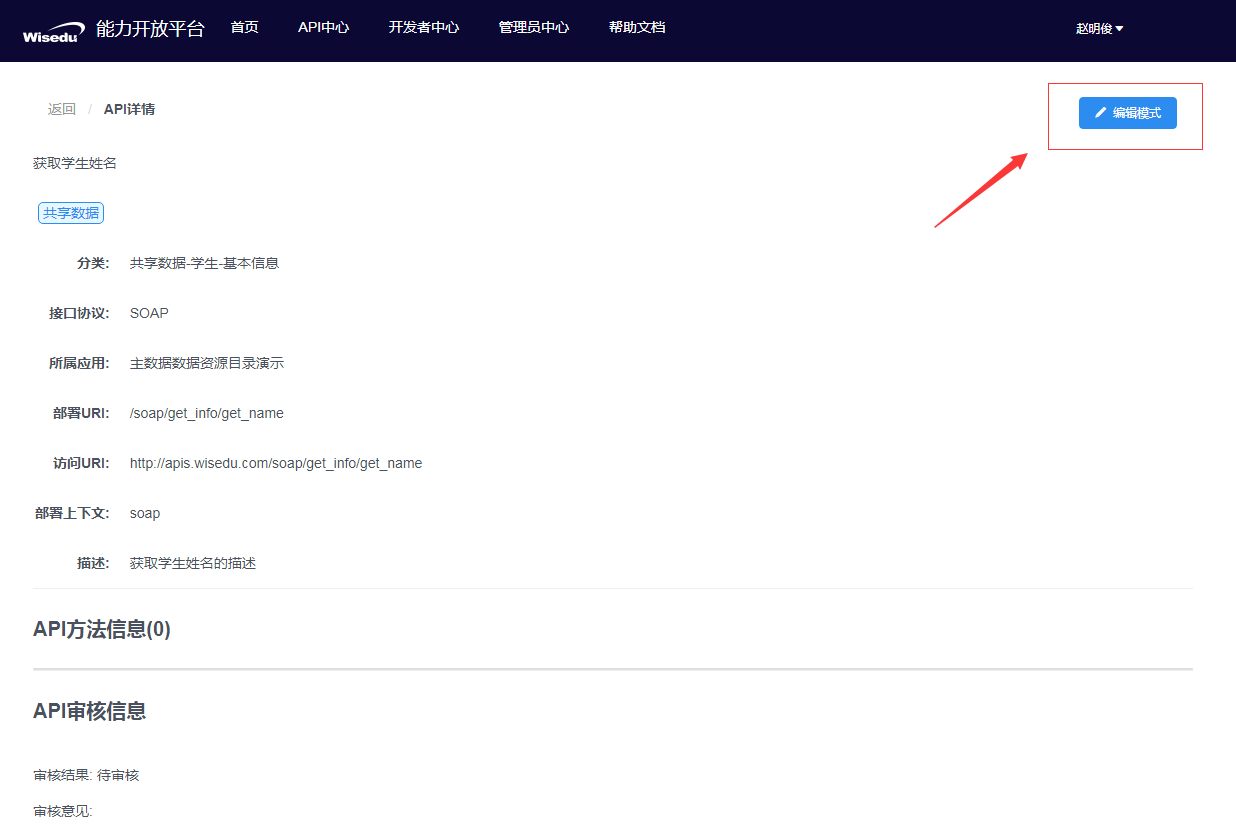 Wisedu 能力开放平台 首页 API中心 开发者中心 管理员中心 帮助文档 赵明俊
返回 / API详情 编辑模式
获取学生姓名
共享数据
分类: 共享数据-学生-基本信息
接口协议: SOAP
所属应用: 主数据数据资源目录演示
部署URI: /soap/get_info/get_name
访问URI: http://apis.wisedu.com/soap/get_info/get_name
部署上下文: soap
描述: 获取学生姓名的描述
API方法信息(0)
API审核信息
审核结果: 待审核
审核意见: